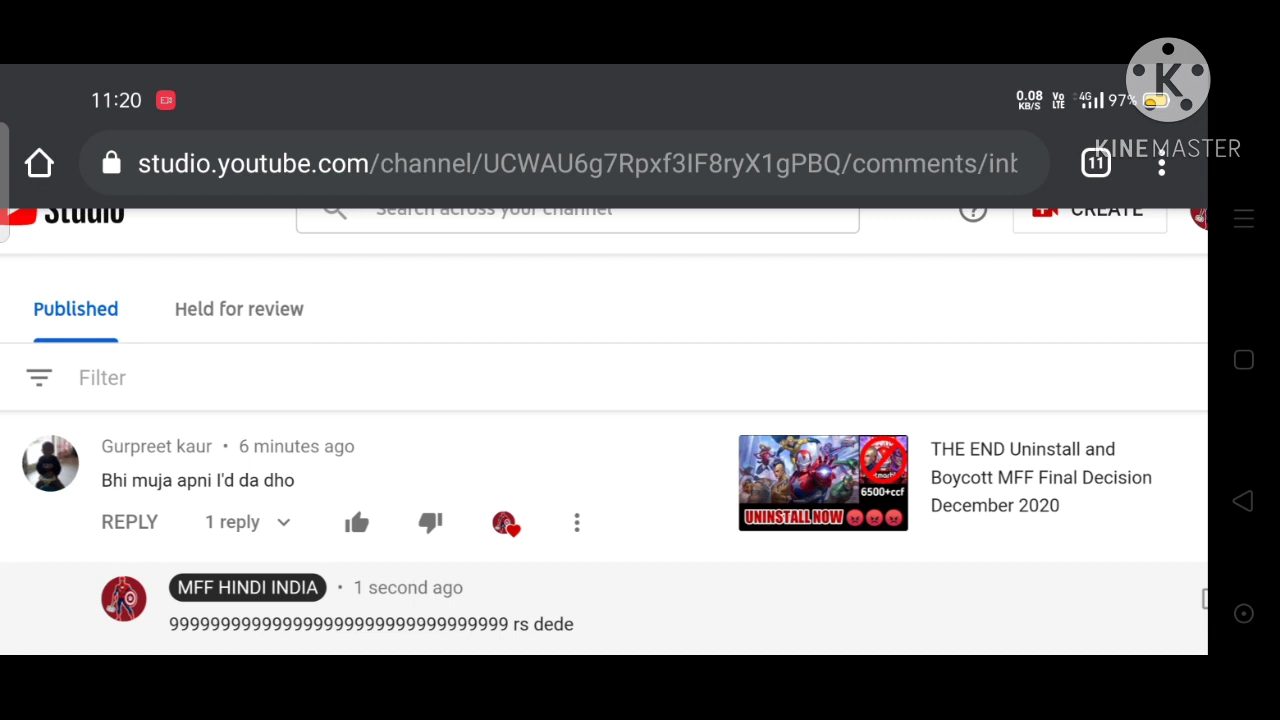 11:20
0.08 KB/S Vo LTE 4G 97%
KINEMASTER
studio.youtube.com/channel/UCWAU6g7Rpxf3IF8ryX1gPBQ/comments/inb
11
Studio
Search across your channel
CREATE
Published Held for review
Filter
Gurpreet kaur • 6 minutes ago
Bhi muja apni I'd da dho
REPLY 1 reply
6500+ccf
UNINSTALL NOW
THE END Uninstall and
Boycott MFF Final Decision
December 2020
MFF HINDI INDIA • 1 second ago
999999999999999999999999999999999 rs dede